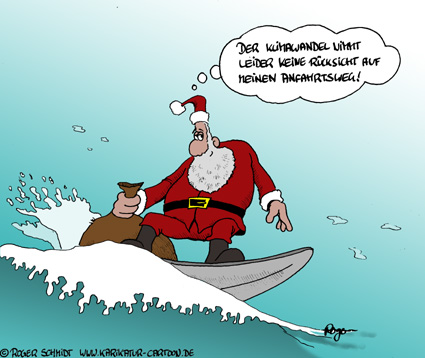 DER KLIMAWANDEL NIMMT
LEIDER KEINE RÜCKSICHT AUF
MEINEN ANFAHRTSWEG!
Roger
© ROGER SCHMIDT WWW.KARIKATUR-CARTOON.DE